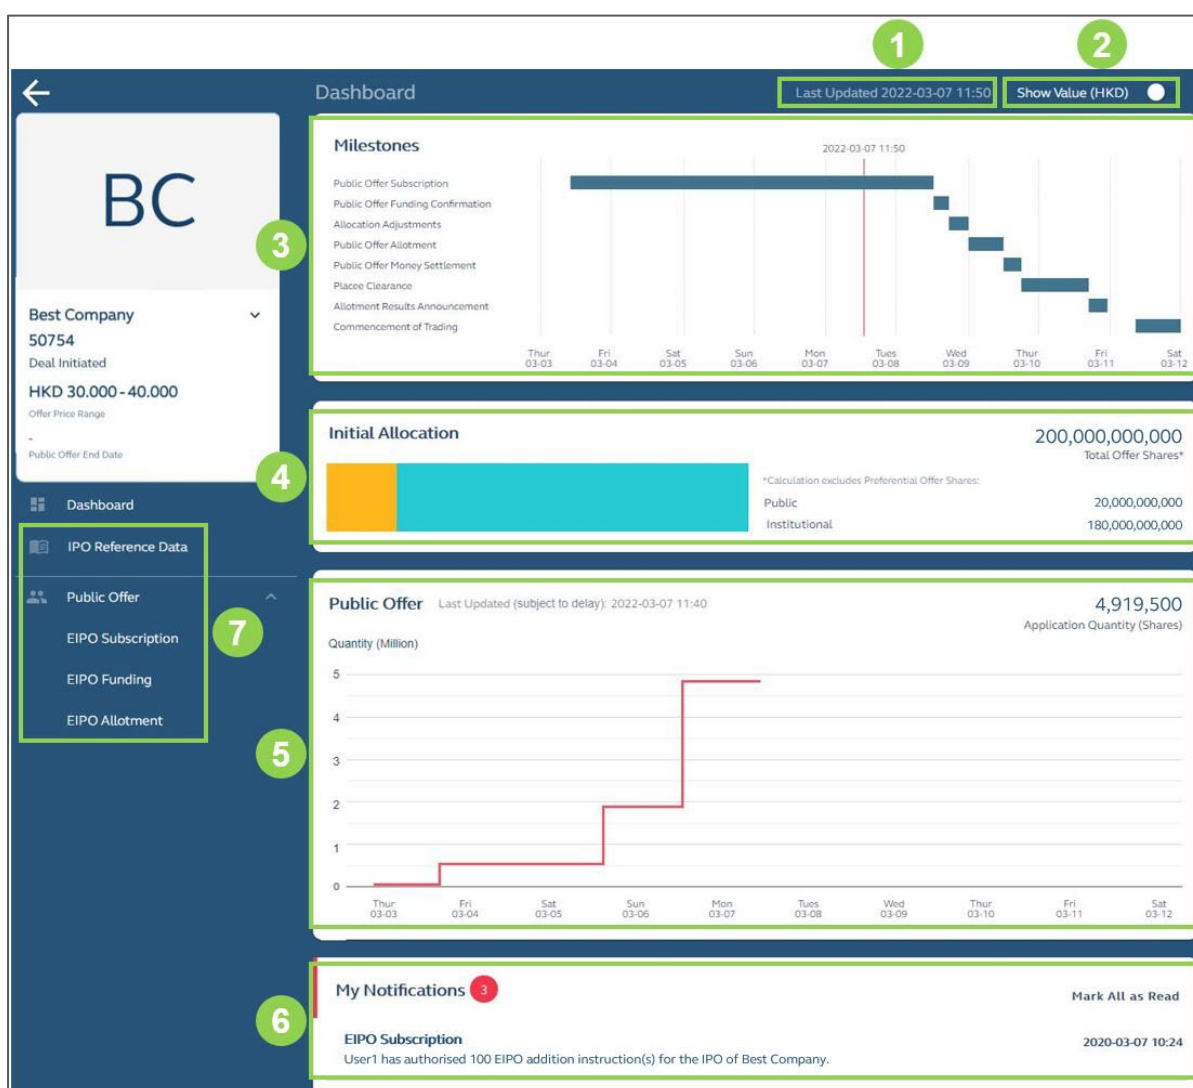 1
2
Dashboard
Last Updated 2022-03-07 11:50
Show Value (HKD)
BC
Best Company
50754
Deal Initiated
HKD 30.000 - 40.000
Offer Price Range
-
Public Offer End Date
Dashboard
IPO Reference Data
Public Offer
EIPO Subscription
EIPO Funding
EIPO Allotment
7
3
Milestones
2022-03-07 11:50
Public Offer Subscription
Public Offer Funding Confirmation
Allocation Adjustments
Public Offer Allotment
Public Offer Money Settlement
Placee Clearance
Allotment Results Announcement
Commencement of Trading
Thur Fri Sat Sun Mon Tues Wed Thur Fri Sat
03-03 03-04 03-05 03-06 03-07 03-08 03-09 03-10 03-11 03-12
4
Initial Allocation
200,000,000,000
Total Offer Shares*
*Calculation excludes Preferential Offer Shares:
Public 20,000,000,000
Institutional 180,000,000,000
5
Public Offer Last Updated (subject to delay): 2022-03-07 11:40
4,919,500
Application Quantity (Shares)
Quantity (Million)
5
4
3
2
1
0
Thur Fri Sat Sun Mon Tues Wed Thur Fri Sat
03-03 03-04 03-05 03-06 03-07 03-08 03-09 03-10 03-11 03-12
6
My Notifications 3
Mark All as Read
EIPO Subscription 2020-03-07 10:24
User1 has authorised 100 EIPO addition instruction(s) for the IPO of Best Company.